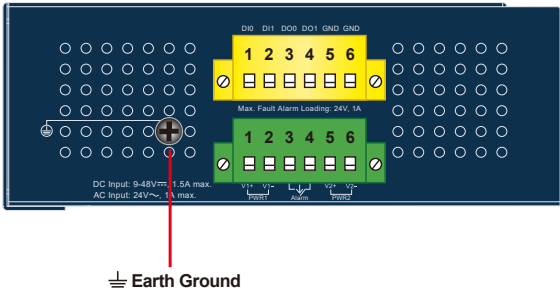 DI0 DI1 DO0 DO1 GND GND
1 2 3 4 5 6
Max. Fault Alarm Loading: 24V, 1A
1 2 3 4 5 6
V1+ V1- V2+ V2-
PWR1 Alarm PWR2
DC Input: 9-48V⎓, 1.5A max.
AC Input: 24V~, 1A max.
Earth Ground